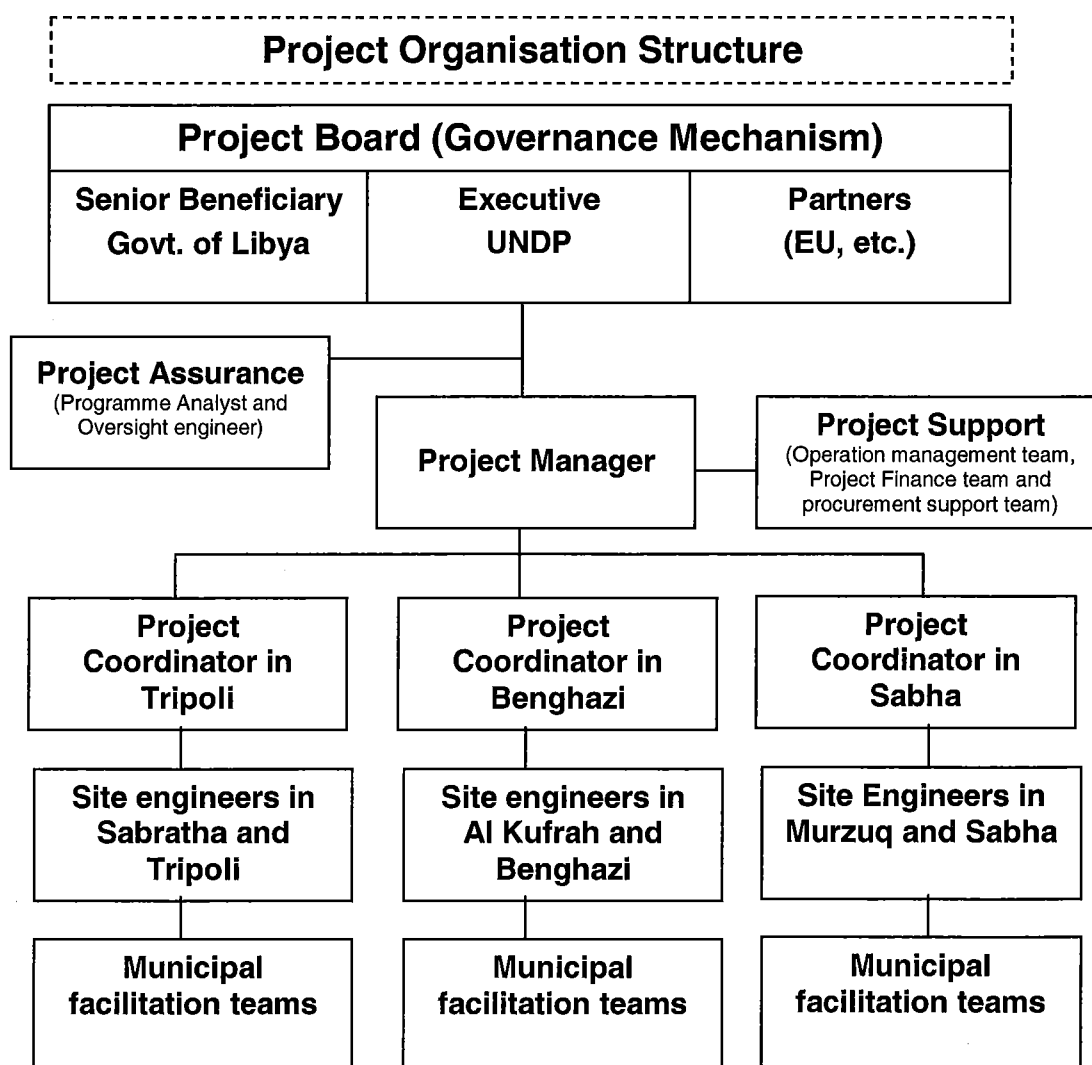 Project Organisation Structure
Project Board (Governance Mechanism)
Senior Beneficiary
Govt. of Libya
Executive
UNDP
Partners
(EU, etc.)
Project Assurance
(Programme Analyst and
Oversight engineer)
Project Manager
Project Support
(Operation management team,
Project Finance team and
procurement support team)
Project
Coordinator in
Tripoli
Project
Coordinator in
Benghazi
Project
Coordinator in
Sabha
Site engineers in
Sabratha and
Tripoli
Site engineers in
Al Kufrah and
Benghazi
Site Engineers in
Murzuq and Sabha
Municipal
facilitation teams
Municipal
facilitation teams
Municipal
facilitation teams